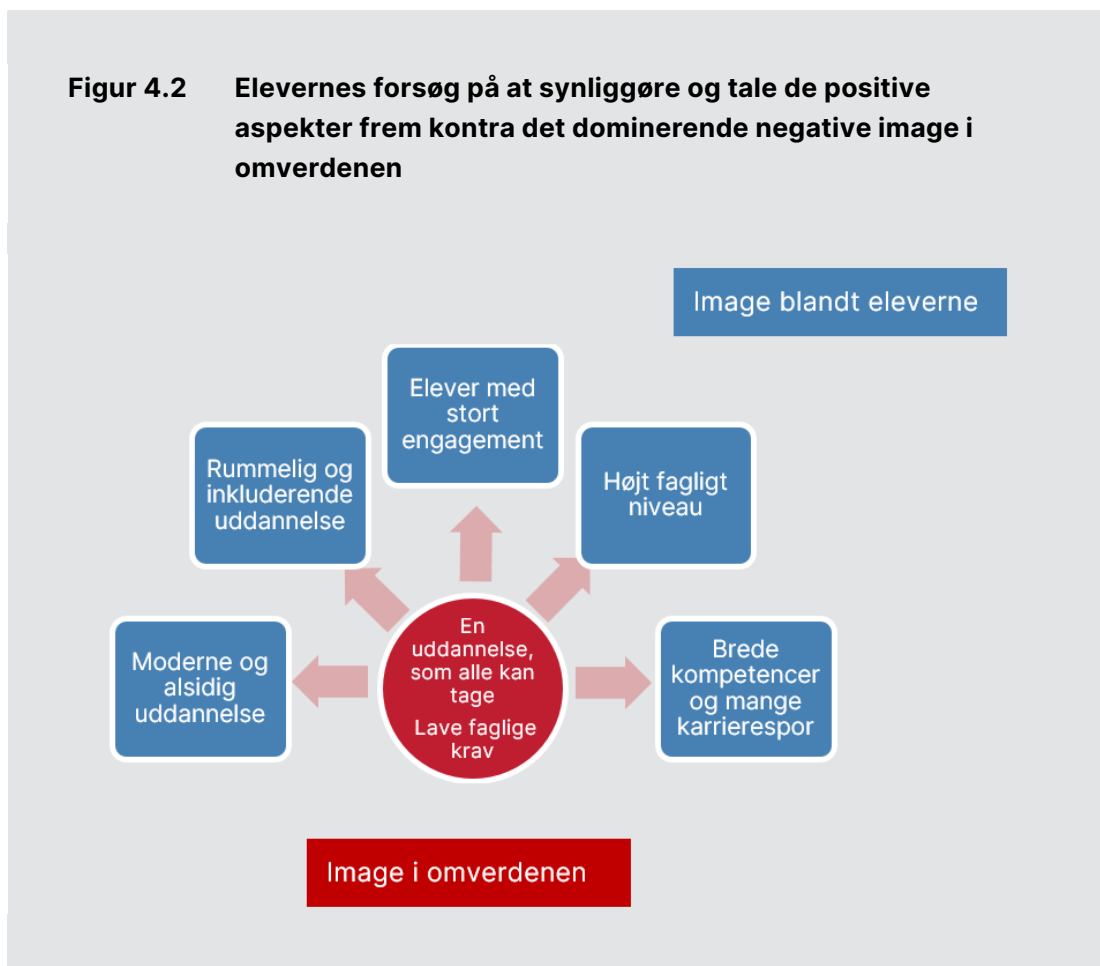 Figur 4.2 Elevernes forsøg på at synliggøre og tale de positive
aspekter frem kontra det dominerende negative image i
omverdenen
Image blandt eleverne
Elever med
stort
engagement
Rummelig og
inkluderende
uddannelse
Højt fagligt
niveau
Moderne og
alsidig
uddannelse
En
uddannelse,
som alle kan
tage
Lave faglige
krav
Brede
kompetencer
og mange
karrierespor
Image i omverdenen